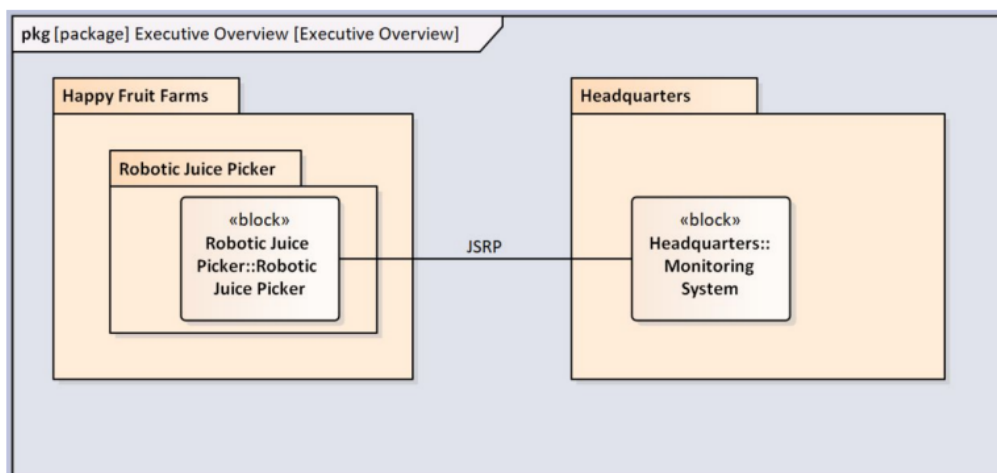 pkg [package] Executive Overview [Executive Overview]
Happy Fruit Farms
Headquarters
Robotic Juice Picker
«block»
Robotic Juice
Picker::Robotic
Juice Picker
JSRP
«block»
Headquarters::
Monitoring
System